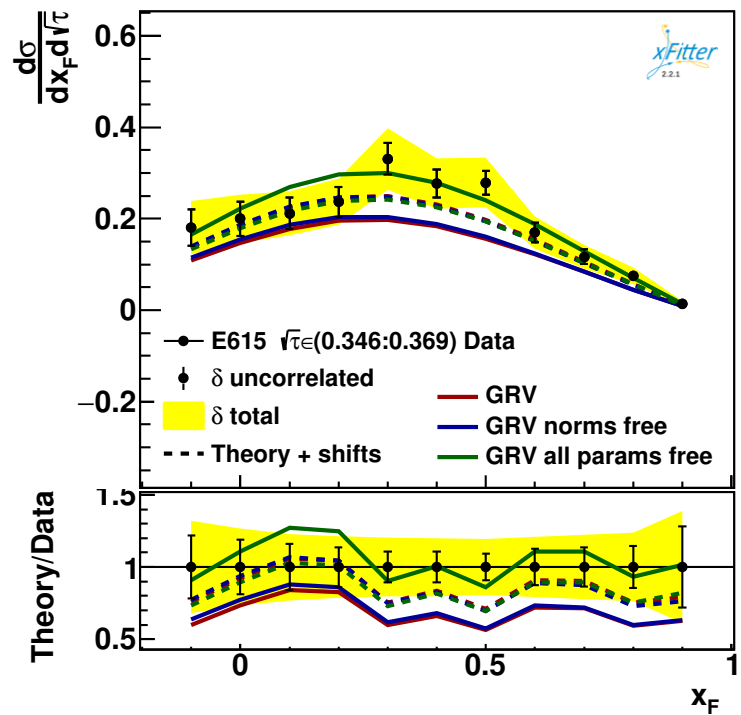 dσ
dx_F d√τ
xFitter
2.2.1
0.6
0.4
0.2
0
−0.2
E615 √τ∈(0.346:0.369) Data
δ uncorrelated
δ total
Theory + shifts
GRV
GRV norms free
GRV all params free
Theory/Data
1.5
1
0.5
0 0.5 1
x_F